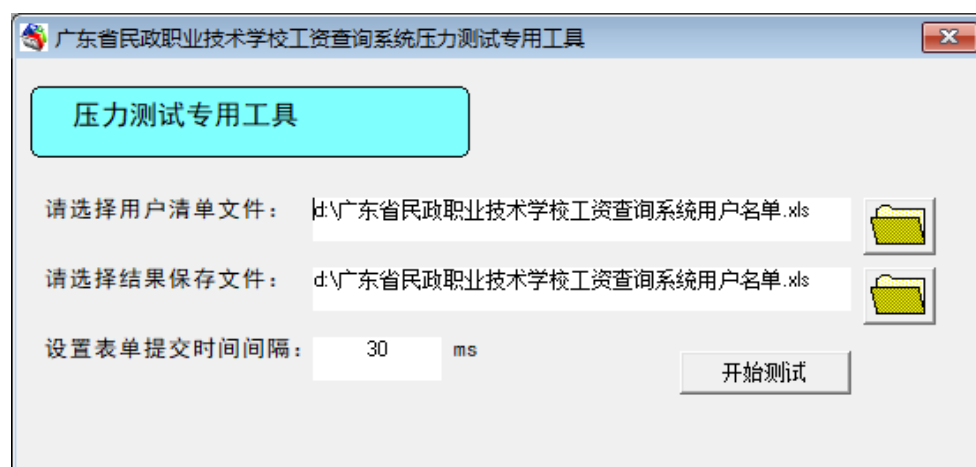 广东省民政职业技术学校工资查询系统压力测试专用工具
压力测试专用工具
请选择用户清单文件： d:\广东省民政职业技术学校工资查询系统用户名单.xls
请选择结果保存文件： d:\广东省民政职业技术学校工资查询系统用户名单.xls
设置表单提交时间间隔： 30 ms
开始测试